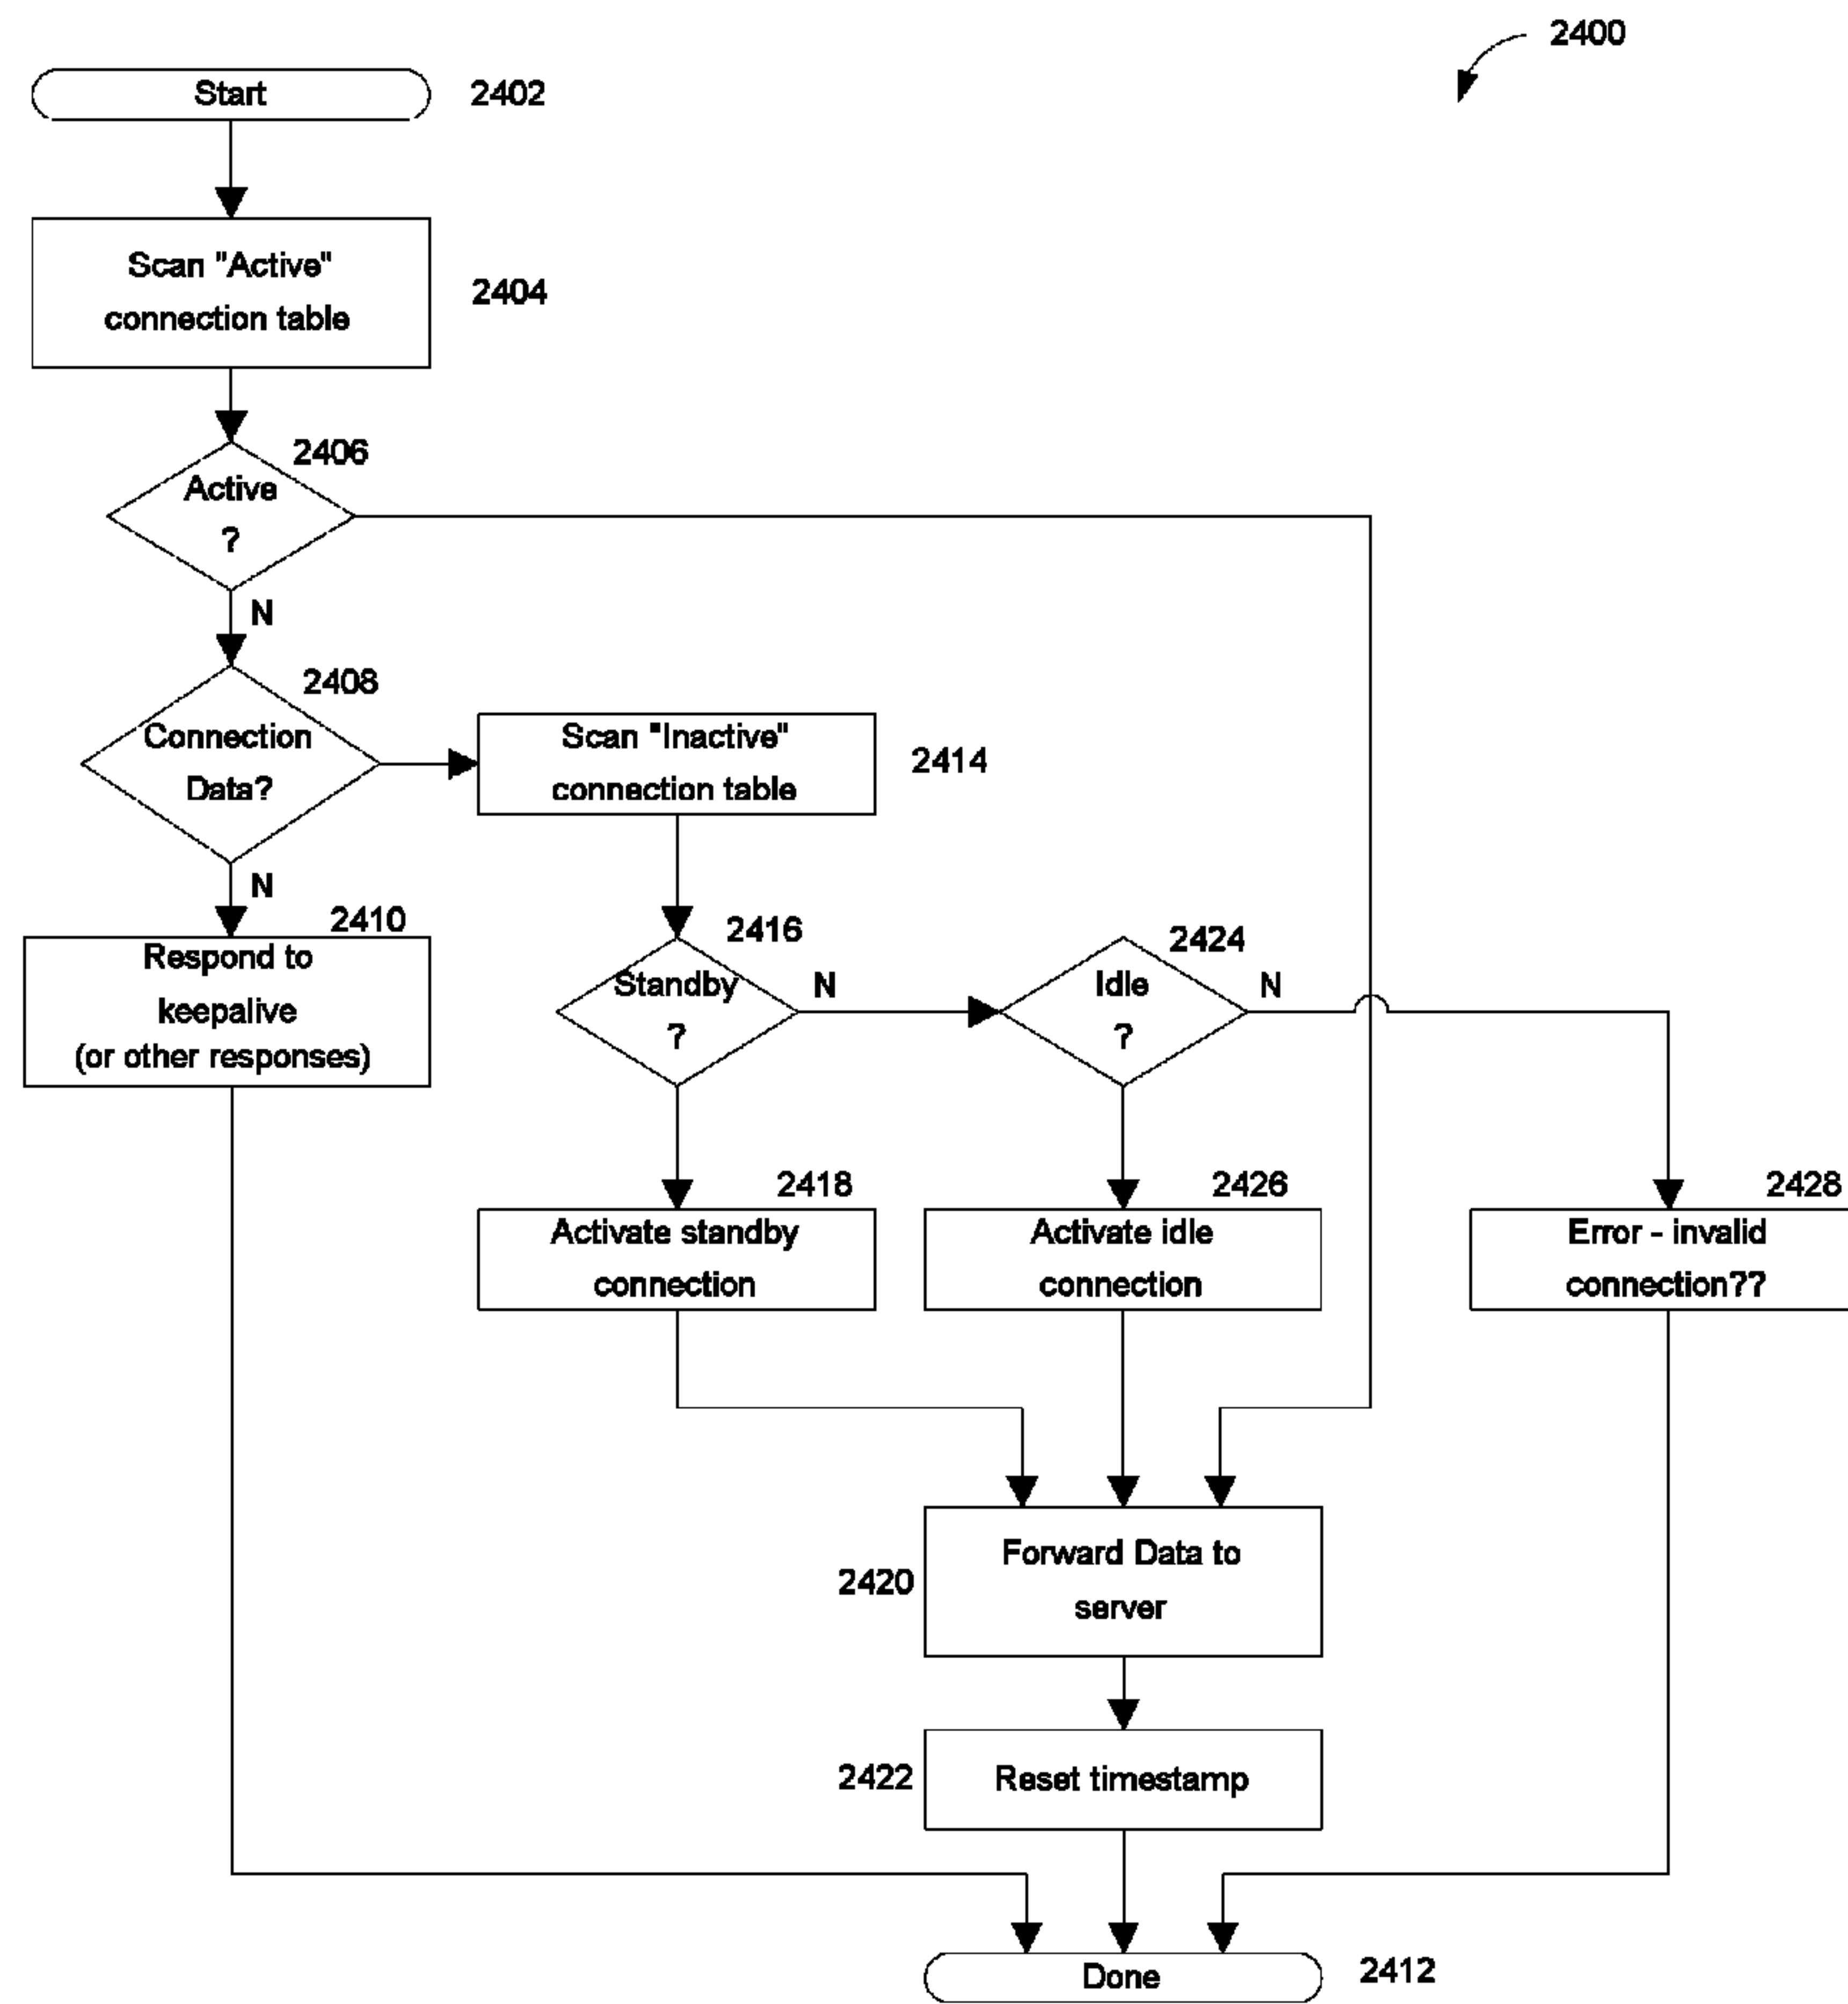 2400
Start
2402
Scan "Active"
connection table
2404
2406
Active
?
N
2408
Connection
Data?
Scan "Inactive"
connection table
2414
N
2410
Respond to
keepalive
(or other responses)
2416
Standby
?
N
2424
Idle
?
N
2418
Activate standby
connection
2426
Activate idle
connection
2428
Error - invalid
connection??
2420
Forward Data to
server
2422
Reset timestamp
Done
2412